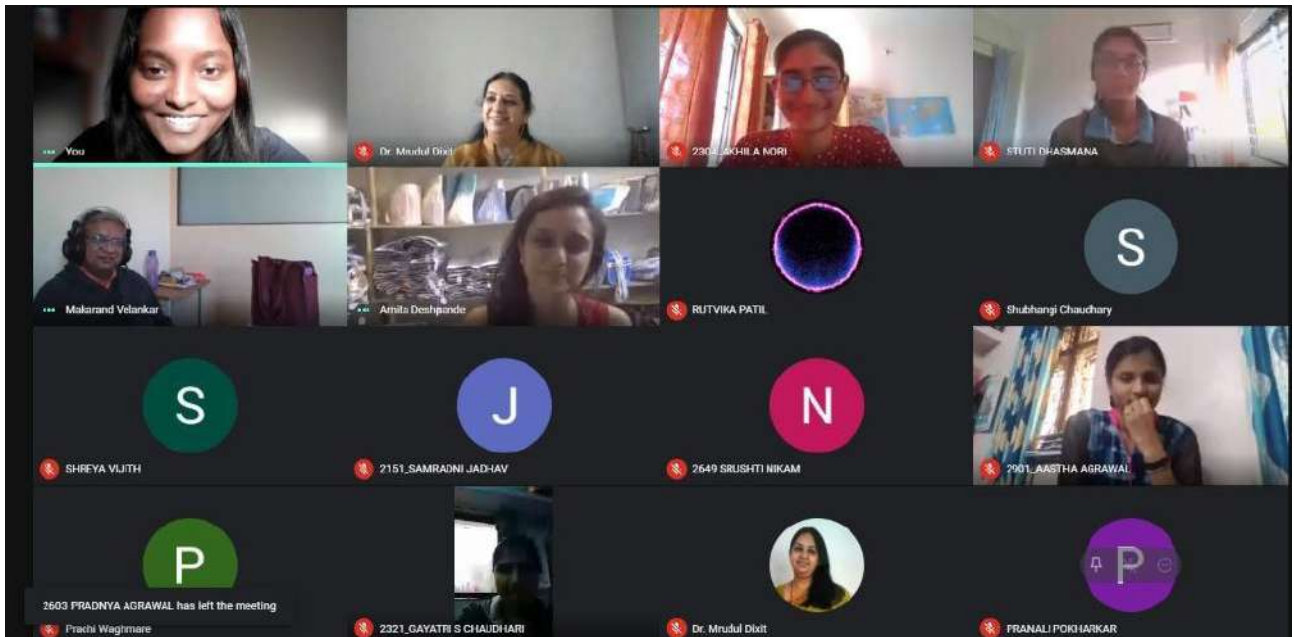 You
Dr. Mrudul Dixit
2304_AKHILA NORI
STUTI DHASMANA
Makarand Velankar
Amita Deshpande
RUTVIKA PATIL
S
Shubhangi Chaudhary
S
SHREYA VIJITH
J
2151_SAMRADNI JADHAV
N
2649 SRUSHTI NIKAM
2901_AASTHA AGRAWAL
P
2603 PRADNYA AGRAWAL has left the meeting
Prachi Waghmare
2321_GAYATRI S CHAUDHARI
Dr. Mrudul Dixit
P
PRANALI POKHARKAR